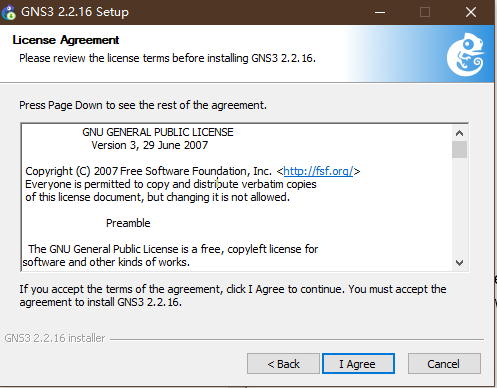 GNS3 2.2.16 Setup
License Agreement
Please review the license terms before installing GNS3 2.2.16.
Press Page Down to see the rest of the agreement.
GNU GENERAL PUBLIC LICENSE
Version 3, 29 June 2007
Copyright (C) 2007 Free Software Foundation, Inc. <http://fsf.org/>
Everyone is permitted to copy and distribute verbatim copies
of this license document, but changing it is not allowed.
Preamble
The GNU General Public License is a free, copyleft license for
software and other kinds of works.
If you accept the terms of the agreement, click I Agree to continue. You must accept the
agreement to install GNS3 2.2.16.
GNS3 2.2.16 installer
< Back
I Agree
Cancel